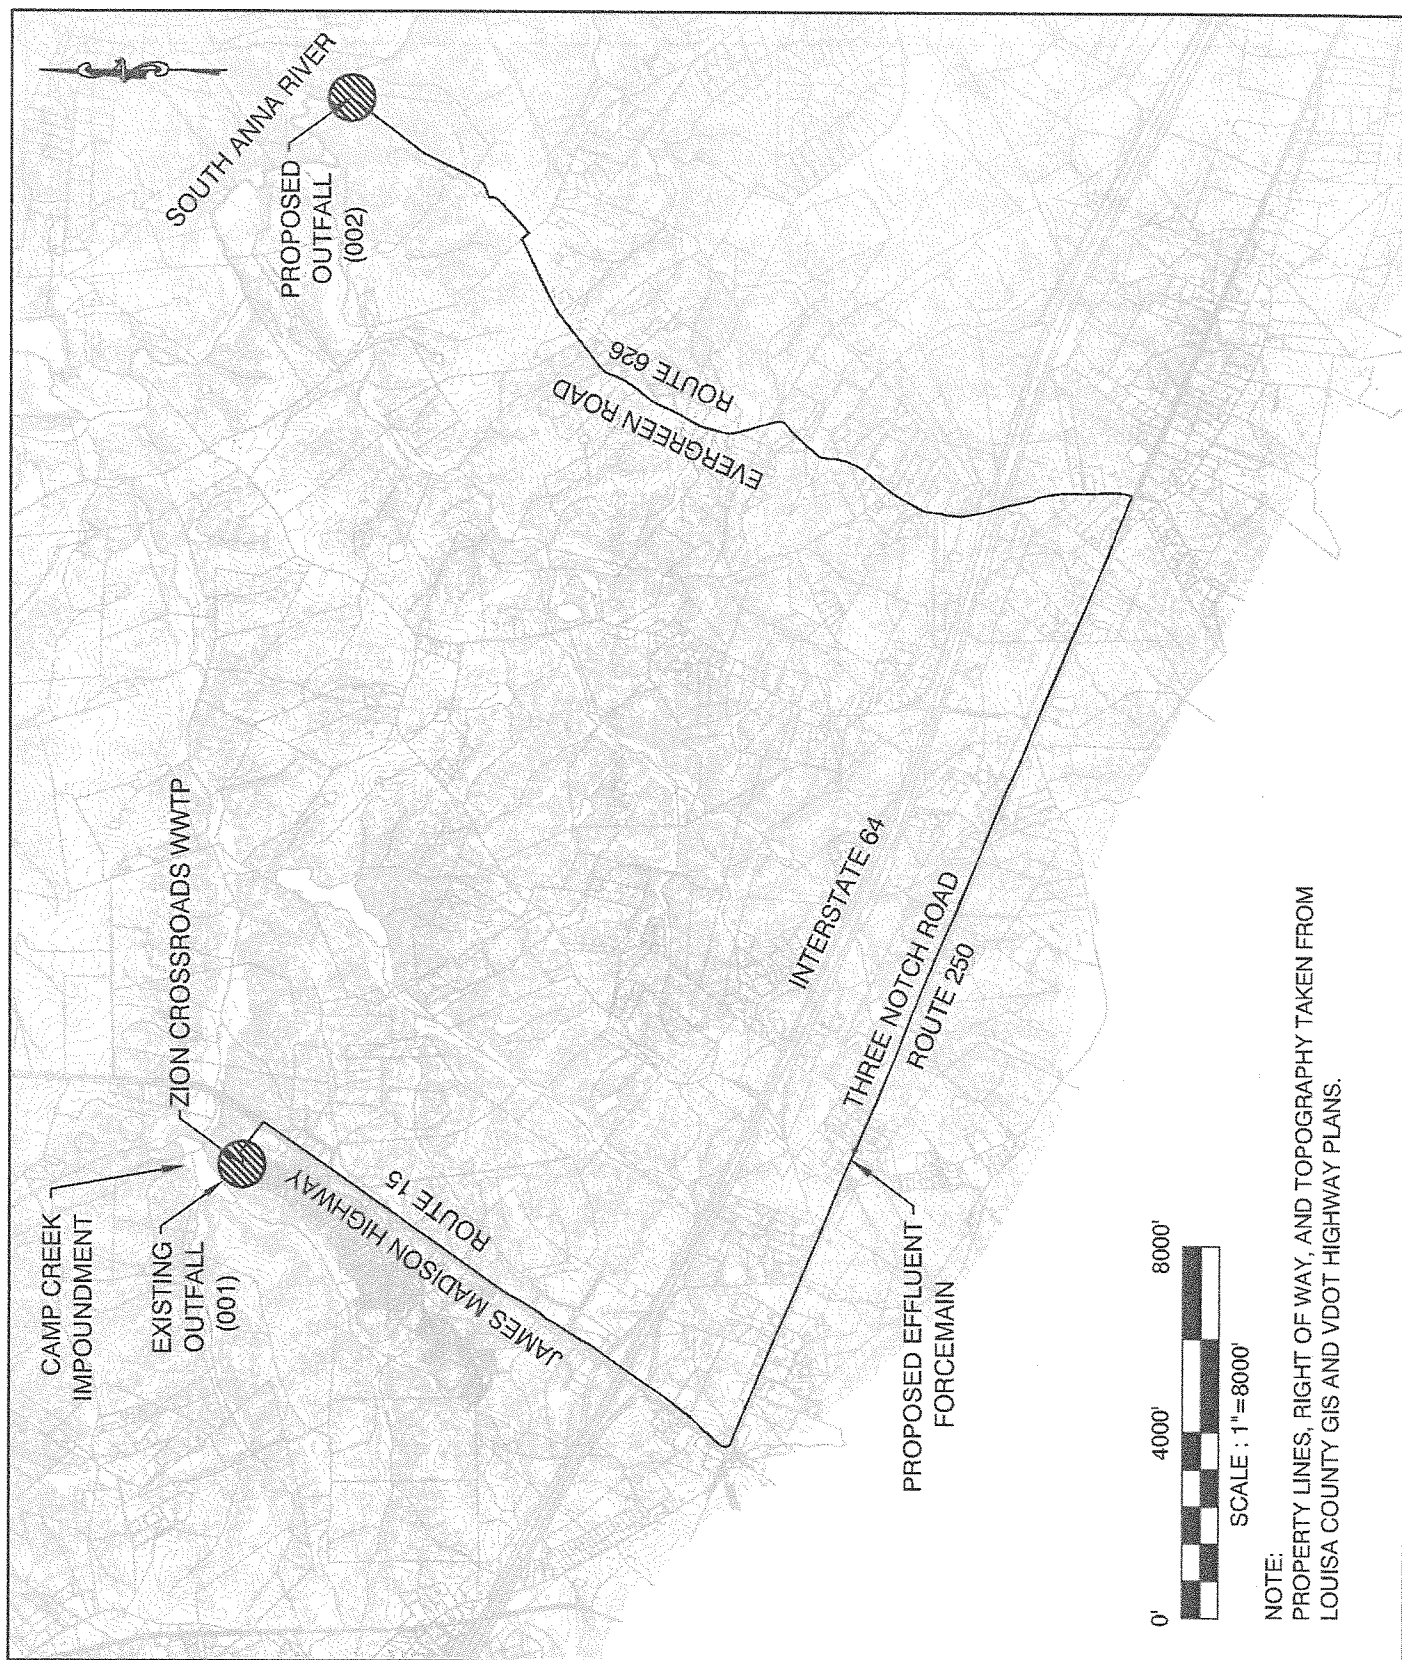 SOUTH ANNA RIVER
PROPOSED
OUTFALL
(002)
ZION CROSSROADS WWTP
CAMP CREEK
IMPOUNDMENT
EXISTING
OUTFALL
(001)
JAMES MADISON HIGHWAY
ROUTE 15
EVERGREEN ROAD
ROUTE 626
INTERSTATE 64
THREE NOTCH ROAD
ROUTE 250
PROPOSED EFFLUENT
FORCEMAIN
0' 4000' 8000'
SCALE : 1"=8000'
NOTE:
PROPERTY LINES, RIGHT OF WAY, AND TOPOGRAPHY TAKEN FROM
LOUISA COUNTY GIS AND VDOT HIGHWAY PLANS.